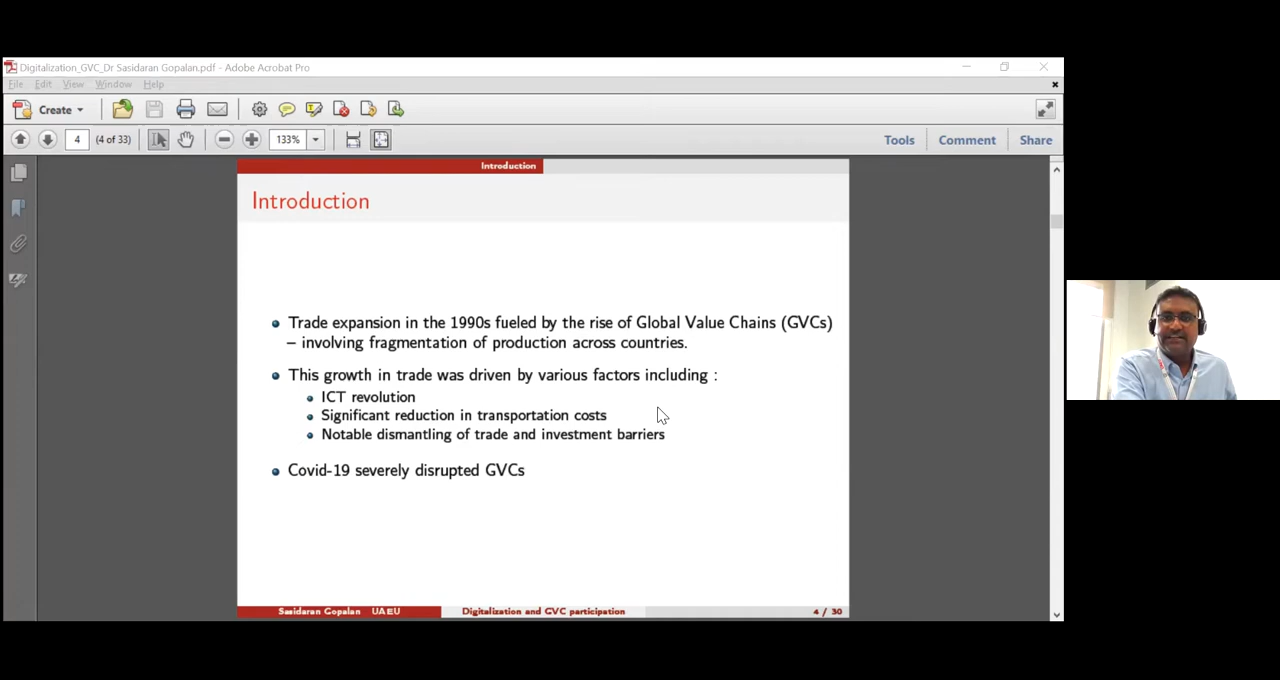 Digitalization_GVC_Dr Sasidaran Gopalan.pdf - Adobe Acrobat Pro
File Edit View Window Help
Create
4 (4 of 33) 133% Tools Comment Share
Introduction
Introduction
Trade expansion in the 1990s fueled by the rise of Global Value Chains (GVCs)
– involving fragmentation of production across countries.
This growth in trade was driven by various factors including :
ICT revolution
Significant reduction in transportation costs
Notable dismantling of trade and investment barriers
Covid-19 severely disrupted GVCs
Sasidaran Gopalan UAEU Digitalization and GVC participation 4 / 30